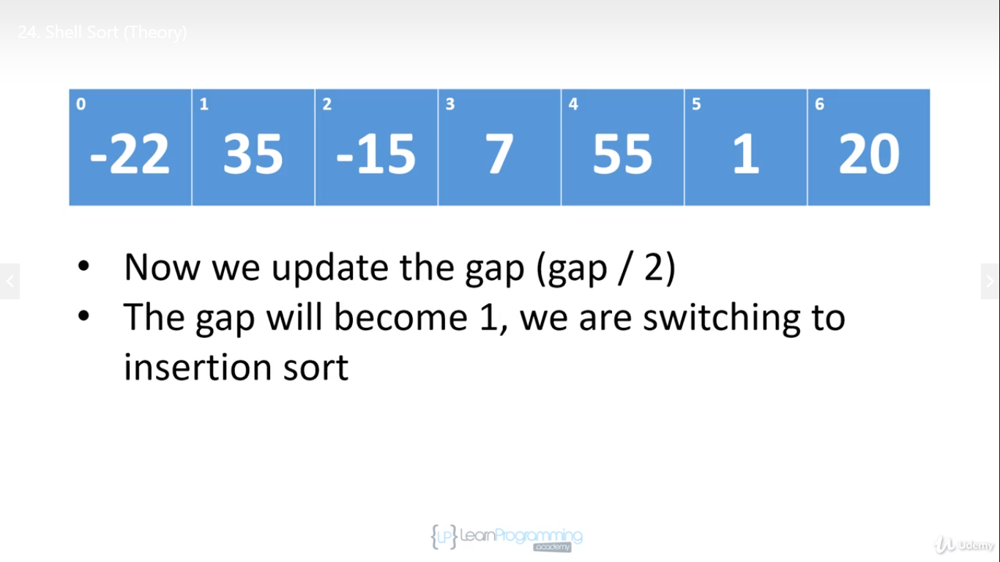 24. Shell Sort (Theory)
0 1 2 3 4 5 6
-22 35 -15 7 55 1 20
• Now we update the gap (gap / 2)
• The gap will become 1, we are switching to
insertion sort
{LP} LearnProgramming
academy
Udemy